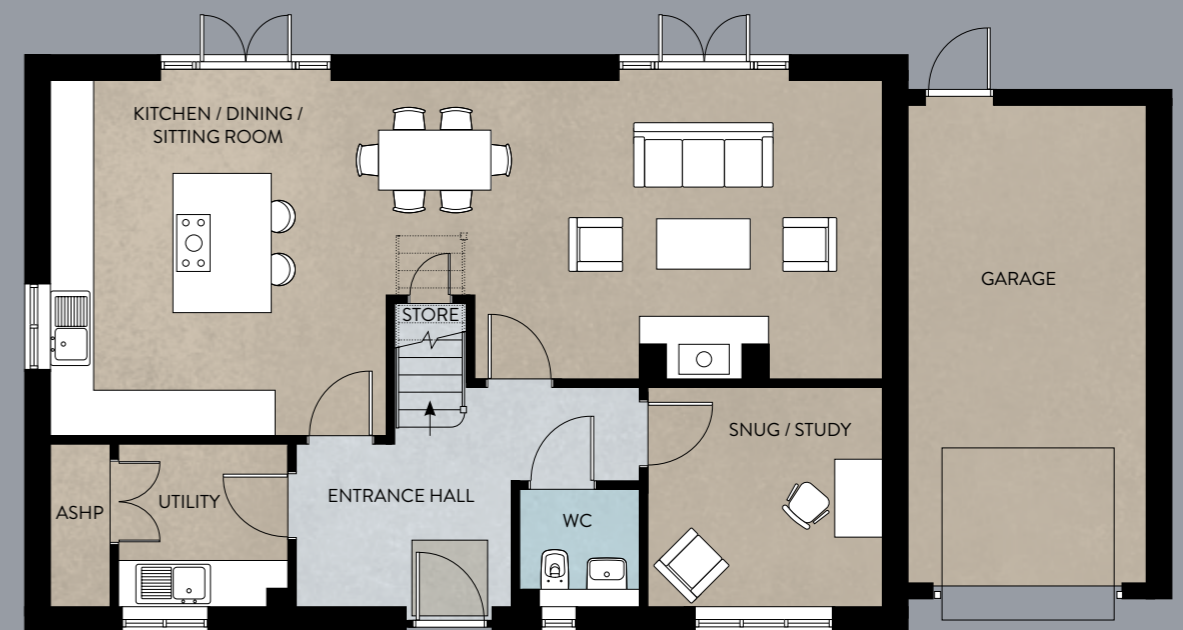 KITCHEN / DINING /
SITTING ROOM
GARAGE
STORE
SNUG / STUDY
ENTRANCE HALL
UTILITY
ASHP
WC